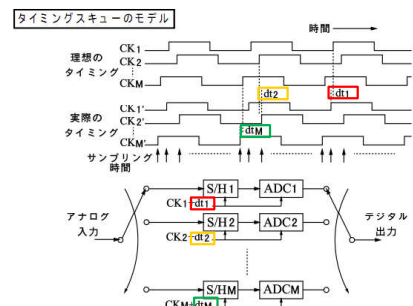 タイミングスキューのモデル
時間
CK1
理想の
タイミング
CK2
CKM
dt2
dt1
CK1'
実際の
タイミング
CK2'
dtM
CKM'
サンプリング
時間
S/H1
ADC1
CK1+dt1
アナログ
入力
S/H2
ADC2
デジタル
出力
CK2+dt2
S/HM
ADCM
CKM+dtM